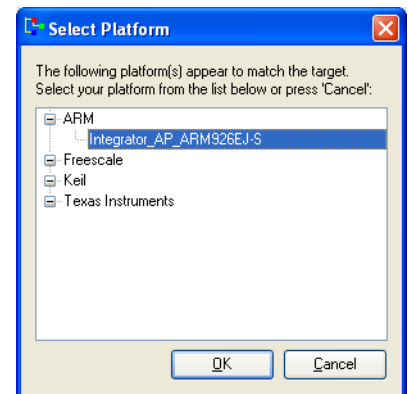 Select Platform
The following platform(s) appear to match the target.
Select your platform from the list below or press 'Cancel':
ARM
Integrator_AP_ARM926EJ-S
Freescale
Keil
Texas Instruments
OK
Cancel